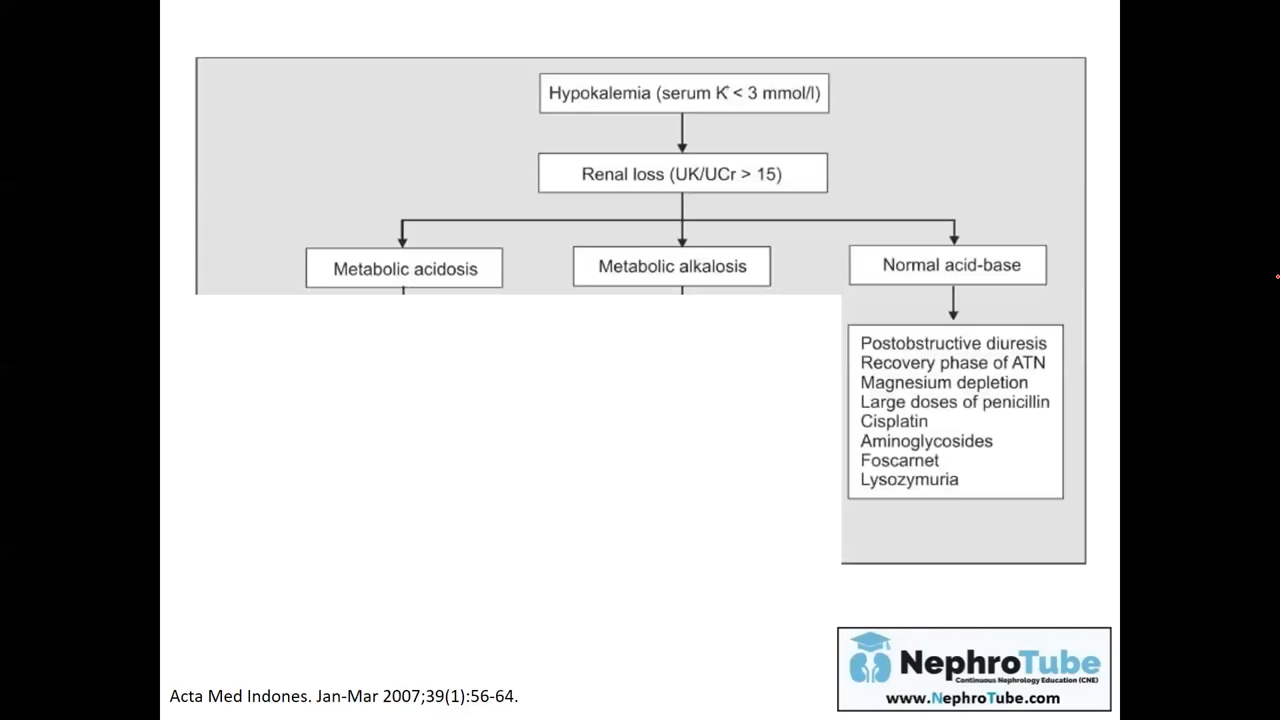 Hypokalemia (serum K+ < 3 mmol/l)
Renal loss (UK/UCr > 15)
Metabolic acidosis
Metabolic alkalosis
Normal acid-base
Postobstructive diuresis
Recovery phase of ATN
Magnesium depletion
Large doses of penicillin
Cisplatin
Aminoglycosides
Foscarnet
Lysozymuria
NephroTube
Continuous Nephrology Education (CNE)
www.NephroTube.com
Acta Med Indones. Jan-Mar 2007;39(1):56-64.